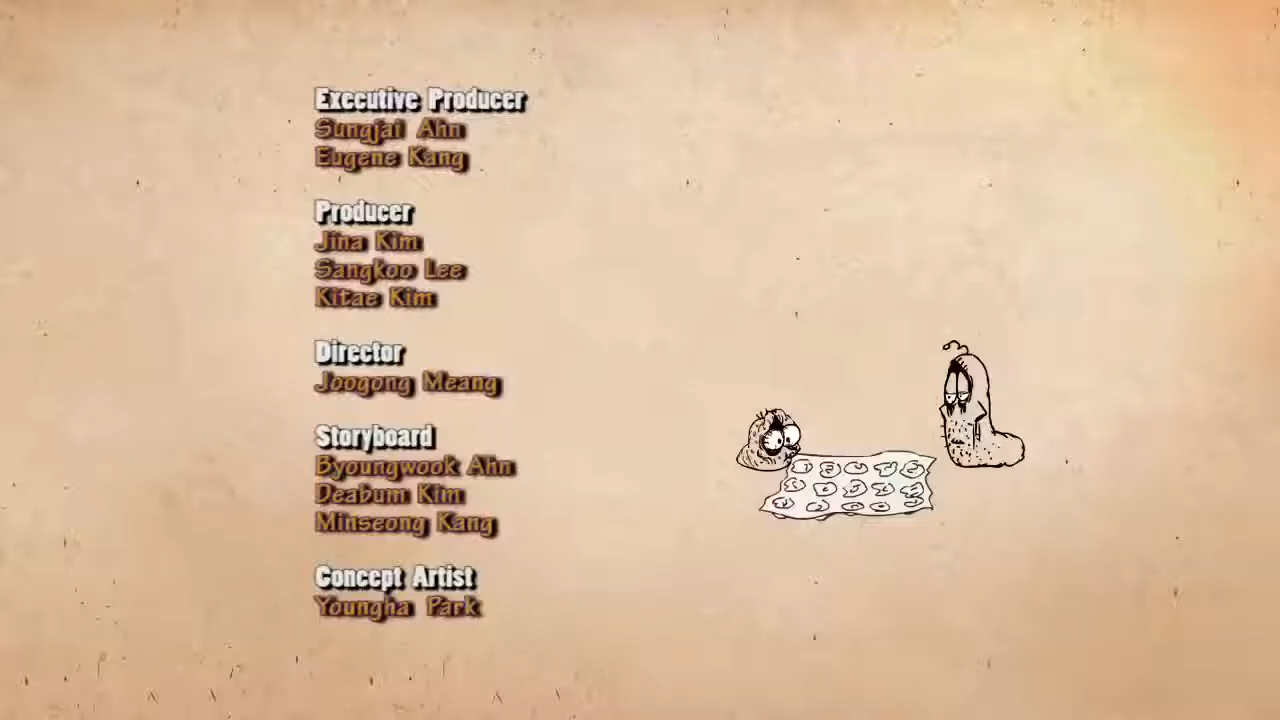 Executive Producer
Sungjai Ahn
Eugene Kang
Producer
Jina Kim
Sangkoo Lee
Kitae Kim
Director
Joogong Meang
Storyboard
Byoungwook Ahn
Deabum Kim
Minseong Kang
Concept Artist
Youngha Park